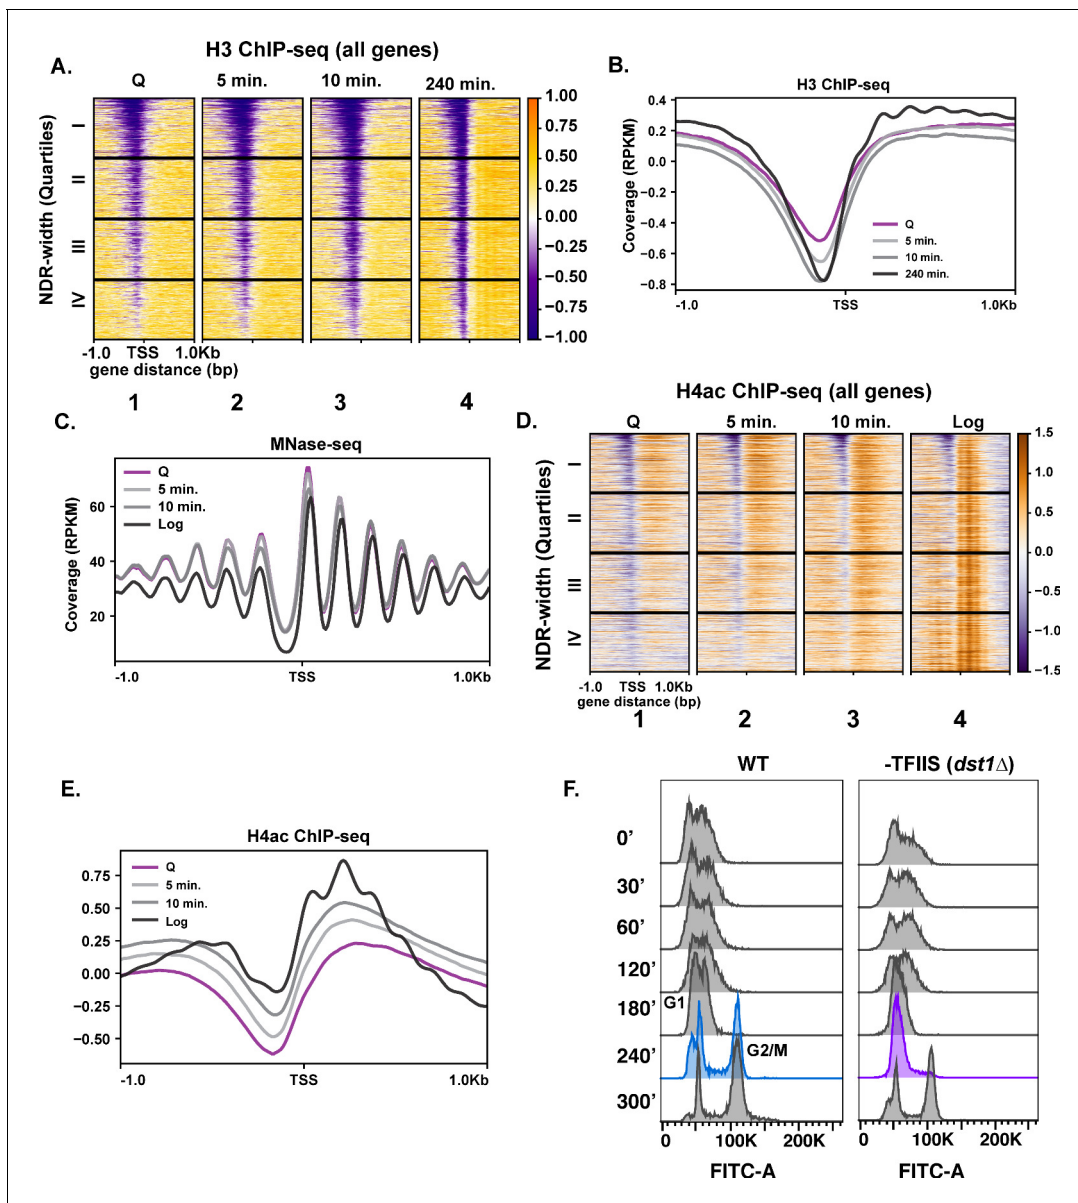 A.
H3 ChIP-seq (all genes)
Q 5 min. 10 min. 240 min.
NDR-width (Quartiles)
I
II
III
IV
1.00
0.75
0.50
0.25
0.00
−0.25
−0.50
−0.75
−1.00
-1.0 TSS 1.0Kb
gene distance (bp)
1 2 3 4
B.
H3 ChIP-seq
Coverage (RPKM)
0.4
0.2
0.0
−0.2
−0.4
−0.6
−0.8
Q
5 min.
10 min.
240 min.
-1.0 TSS 1.0Kb
C.
MNase-seq
Coverage (RPKM)
60
40
20
Q
5 min.
10 min.
Log
-1.0 TSS 1.0Kb
D.
H4ac ChIP-seq (all genes)
Q 5 min. 10 min. Log
NDR-width (Quartiles)
I
II
III
IV
1.5
1.0
0.5
0.0
−0.5
−1.0
−1.5
-1.0 TSS 1.0Kb
gene distance (bp)
1 2 3 4
E.
H4ac ChIP-seq
0.75
0.50
0.25
0.00
−0.25
−0.50
Q
5 min.
10 min.
Log
-1.0 TSS 1.0Kb
F.
WT -TFIIS (dst1Δ)
0’
30’
60’
120’
180’
240’
300’
G1
G2/M
0 100K 200K 0 100K 200K
FITC-A FITC-A